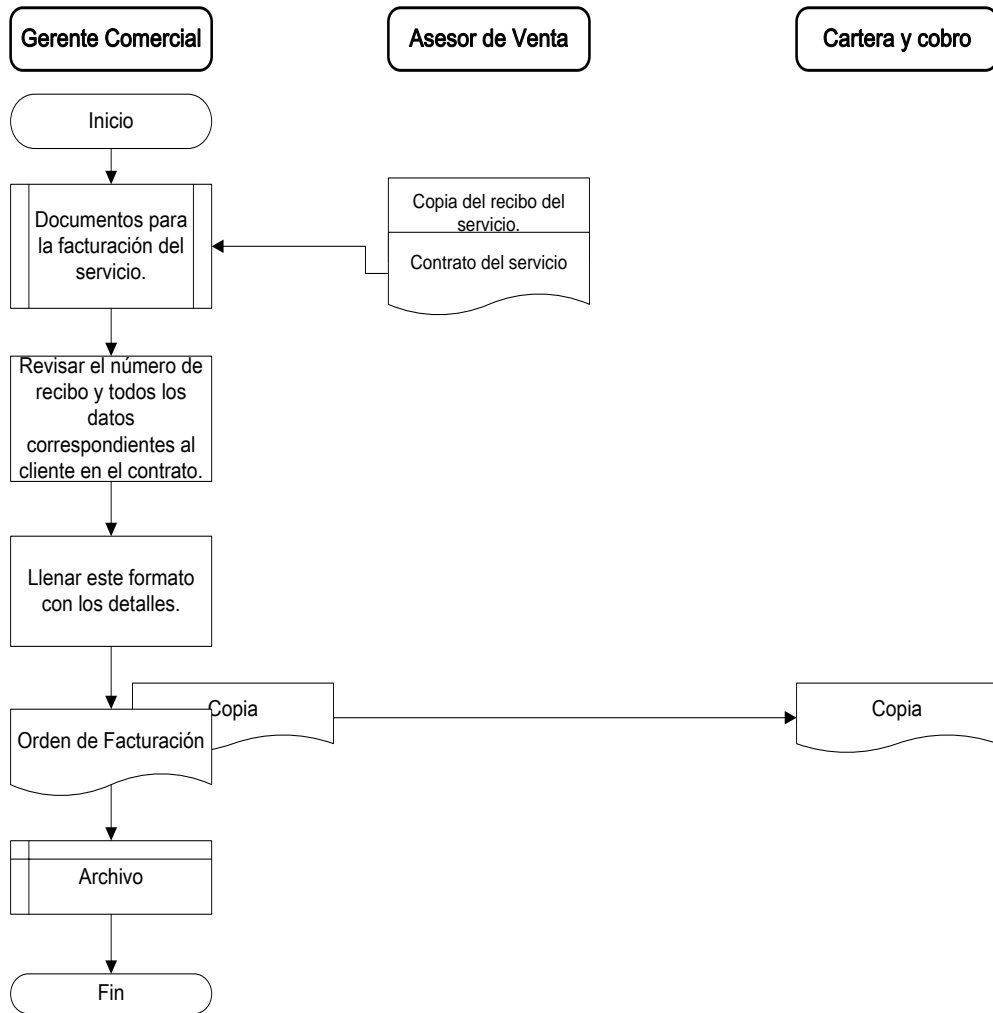 Gerente Comercial
Asesor de Venta
Cartera y cobro
Inicio
Documentos para
la facturación del
servicio.
Copia del recibo del
servicio.
Contrato del servicio
Revisar el número de
recibo y todos los
datos
correspondientes al
cliente en el contrato.
Llenar este formato
con los detalles.
Copia
Orden de Facturación
Copia
Archivo
Fin